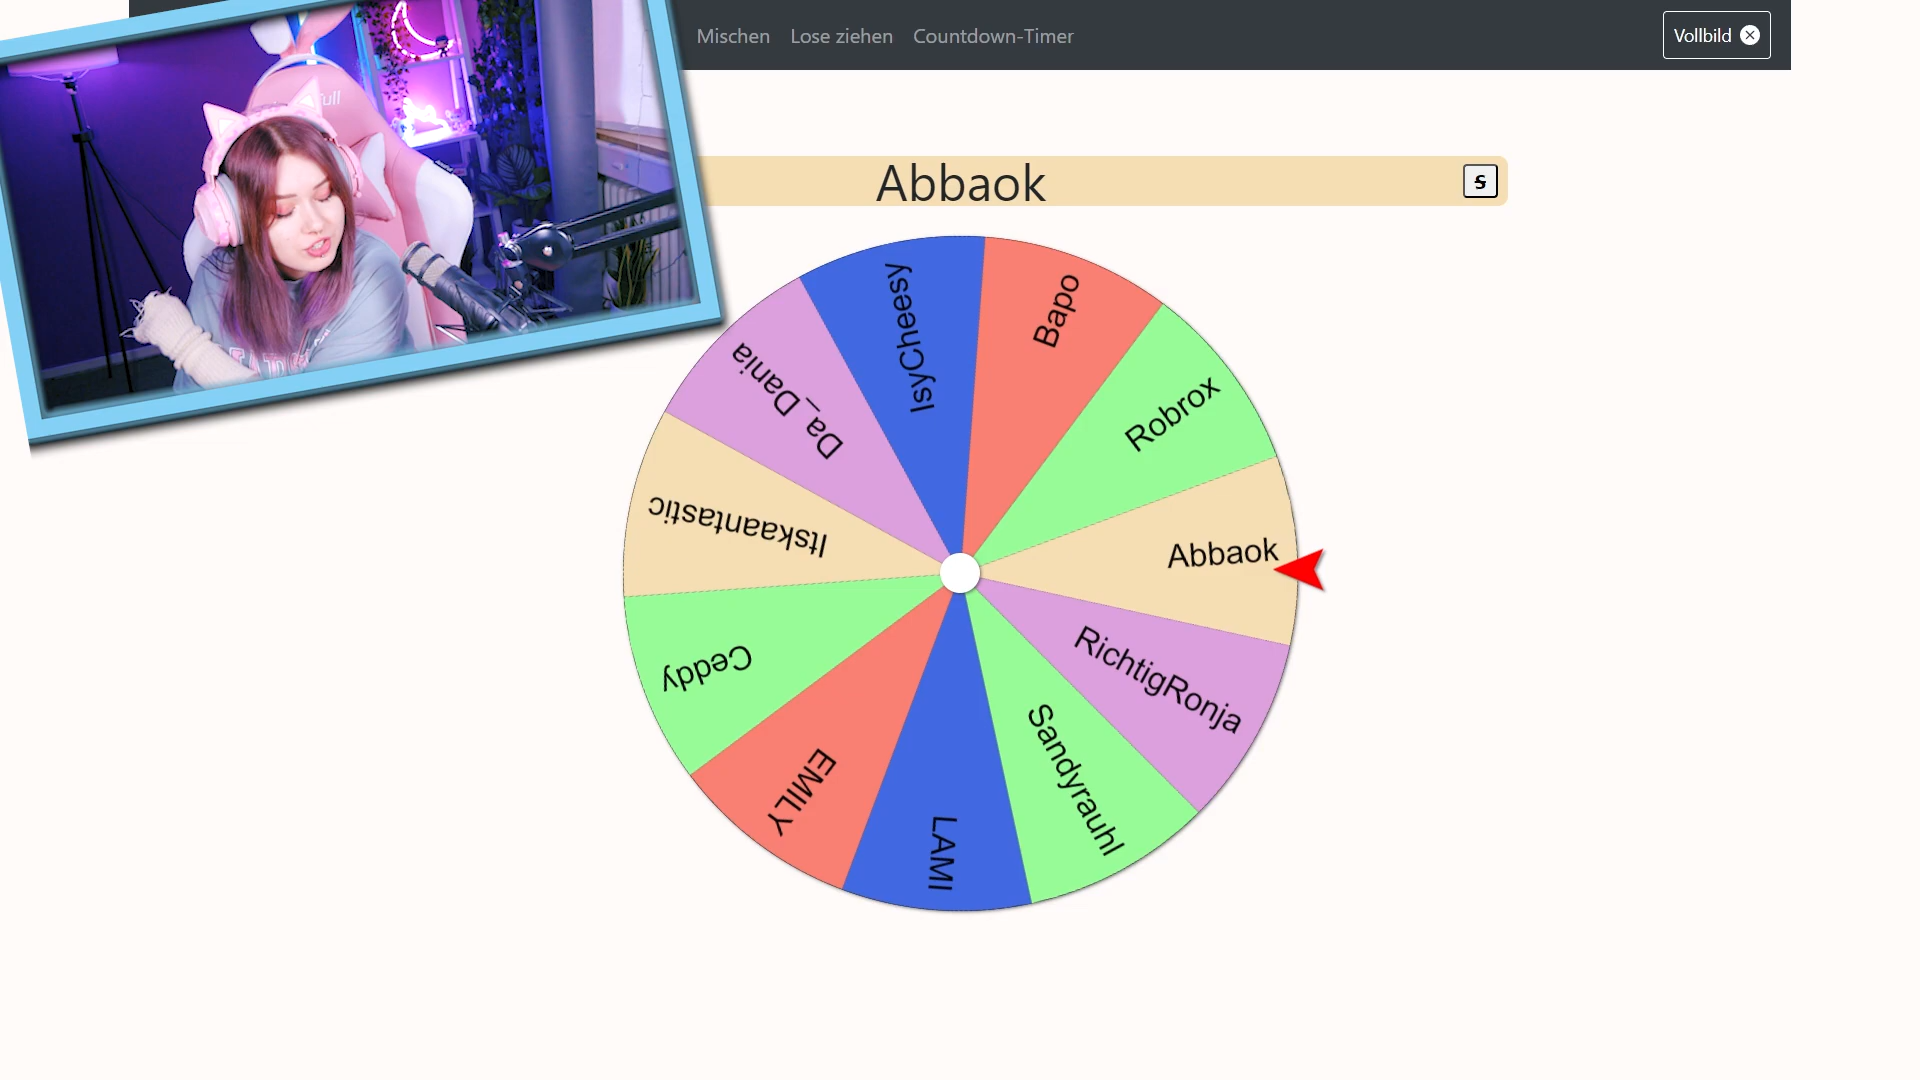 Mischen Lose ziehen Countdown-Timer
Vollbild
Abbaok
S
IsyCheesy
Bapo
Robrox
Abbaok
RichtigRonja
Sandyrauhl
LAMI
EMILY
Ceddy
Itskaantastic
Da_Dania